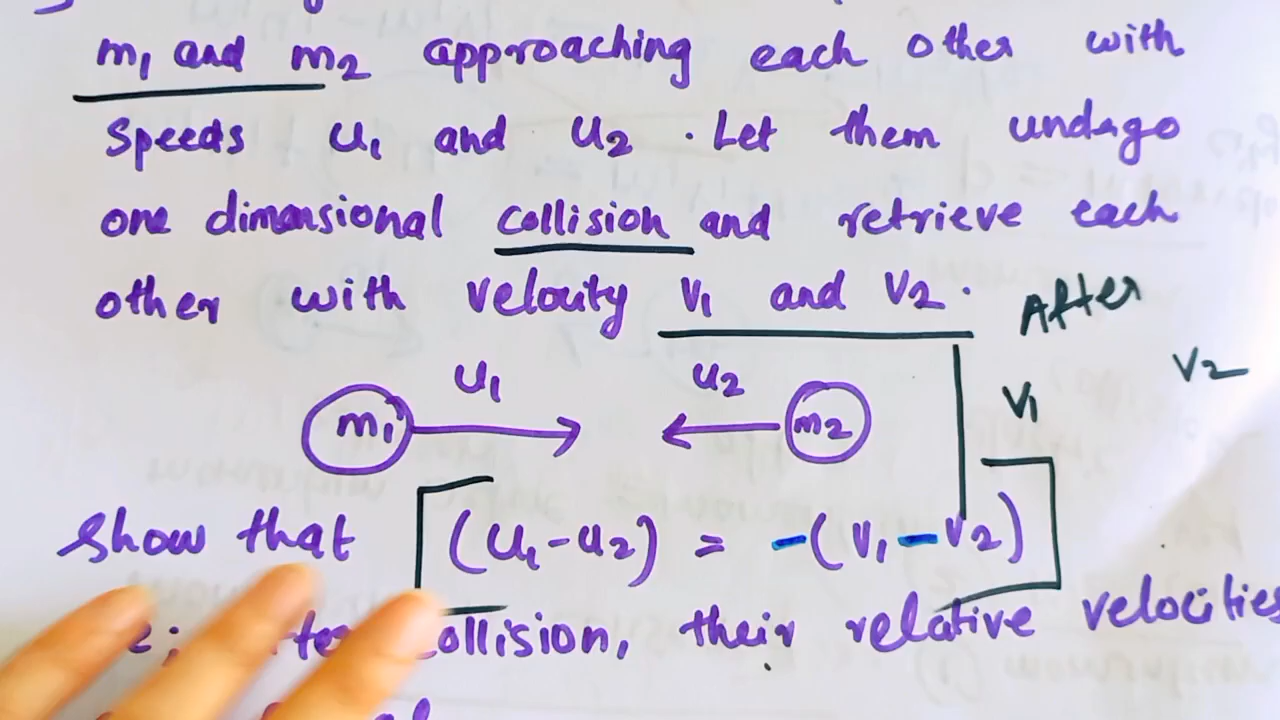 m₁ and m₂ approaching each other with
Speeds u₁ and u₂ . Let them undago
one dimensional collision and retrieve each
other with velouity v₁ and v₂ .
After
u₁ u₂ v₁ v₂
m₁ m₂
Show that (u₁-u₂) = -(v₁-v₂)
collision, their relative velocities